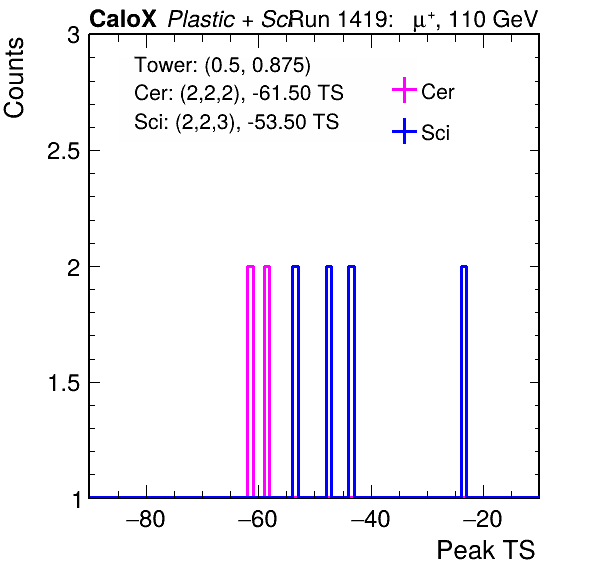 CaloX Plastic + Sci Run 1419: μ+, 110 GeV
Counts
3
2.5
2
1.5
1
Tower: (0.5, 0.875)
Cer: (2,2,2), -61.50 TS
Sci: (2,2,3), -53.50 TS
Cer
Sci
−80 −60 −40 −20
Peak TS